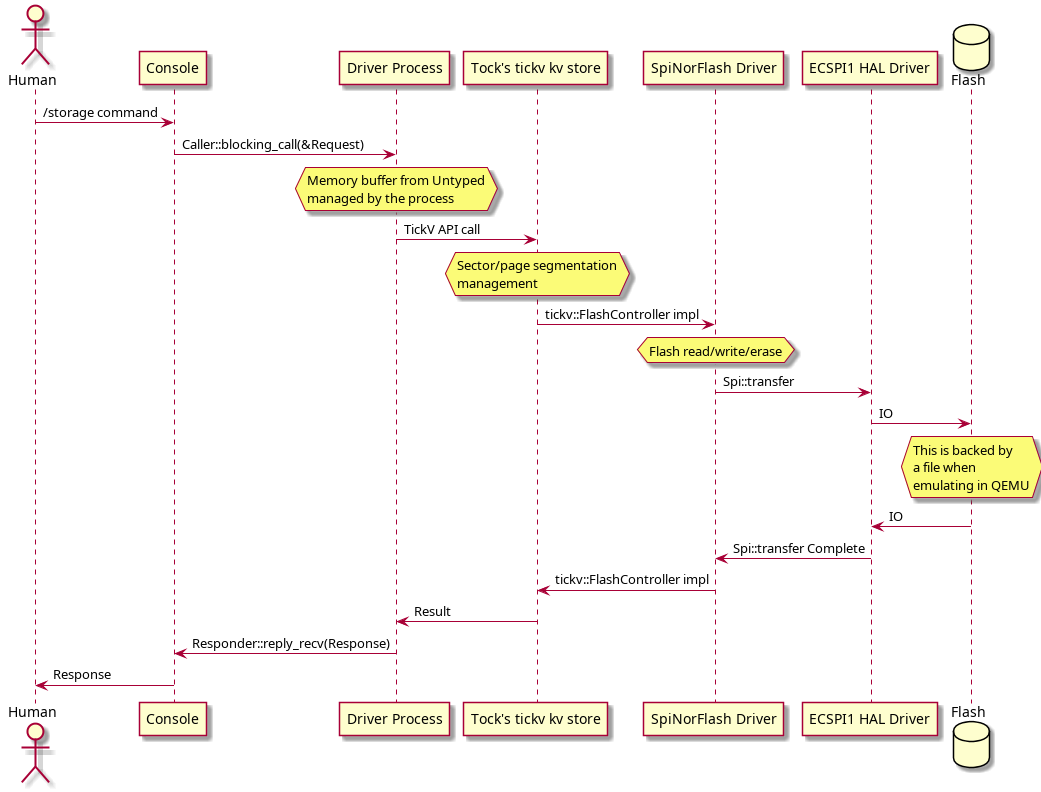 Human
Console
Driver Process
Tock's tickv kv store
SpiNorFlash Driver
ECSPI1 HAL Driver
Flash
/storage command
Caller::blocking_call(&Request)
Memory buffer from Untyped
managed by the process
TickV API call
Sector/page segmentation
management
tickv::FlashController impl
Flash read/write/erase
Spi::transfer
IO
This is backed by
a file when
emulating in QEMU
IO
Spi::transfer Complete
tickv::FlashController impl
Result
Responder::reply_recv(Response)
Response
Human
Console
Driver Process
Tock's tickv kv store
SpiNorFlash Driver
ECSPI1 HAL Driver
Flash